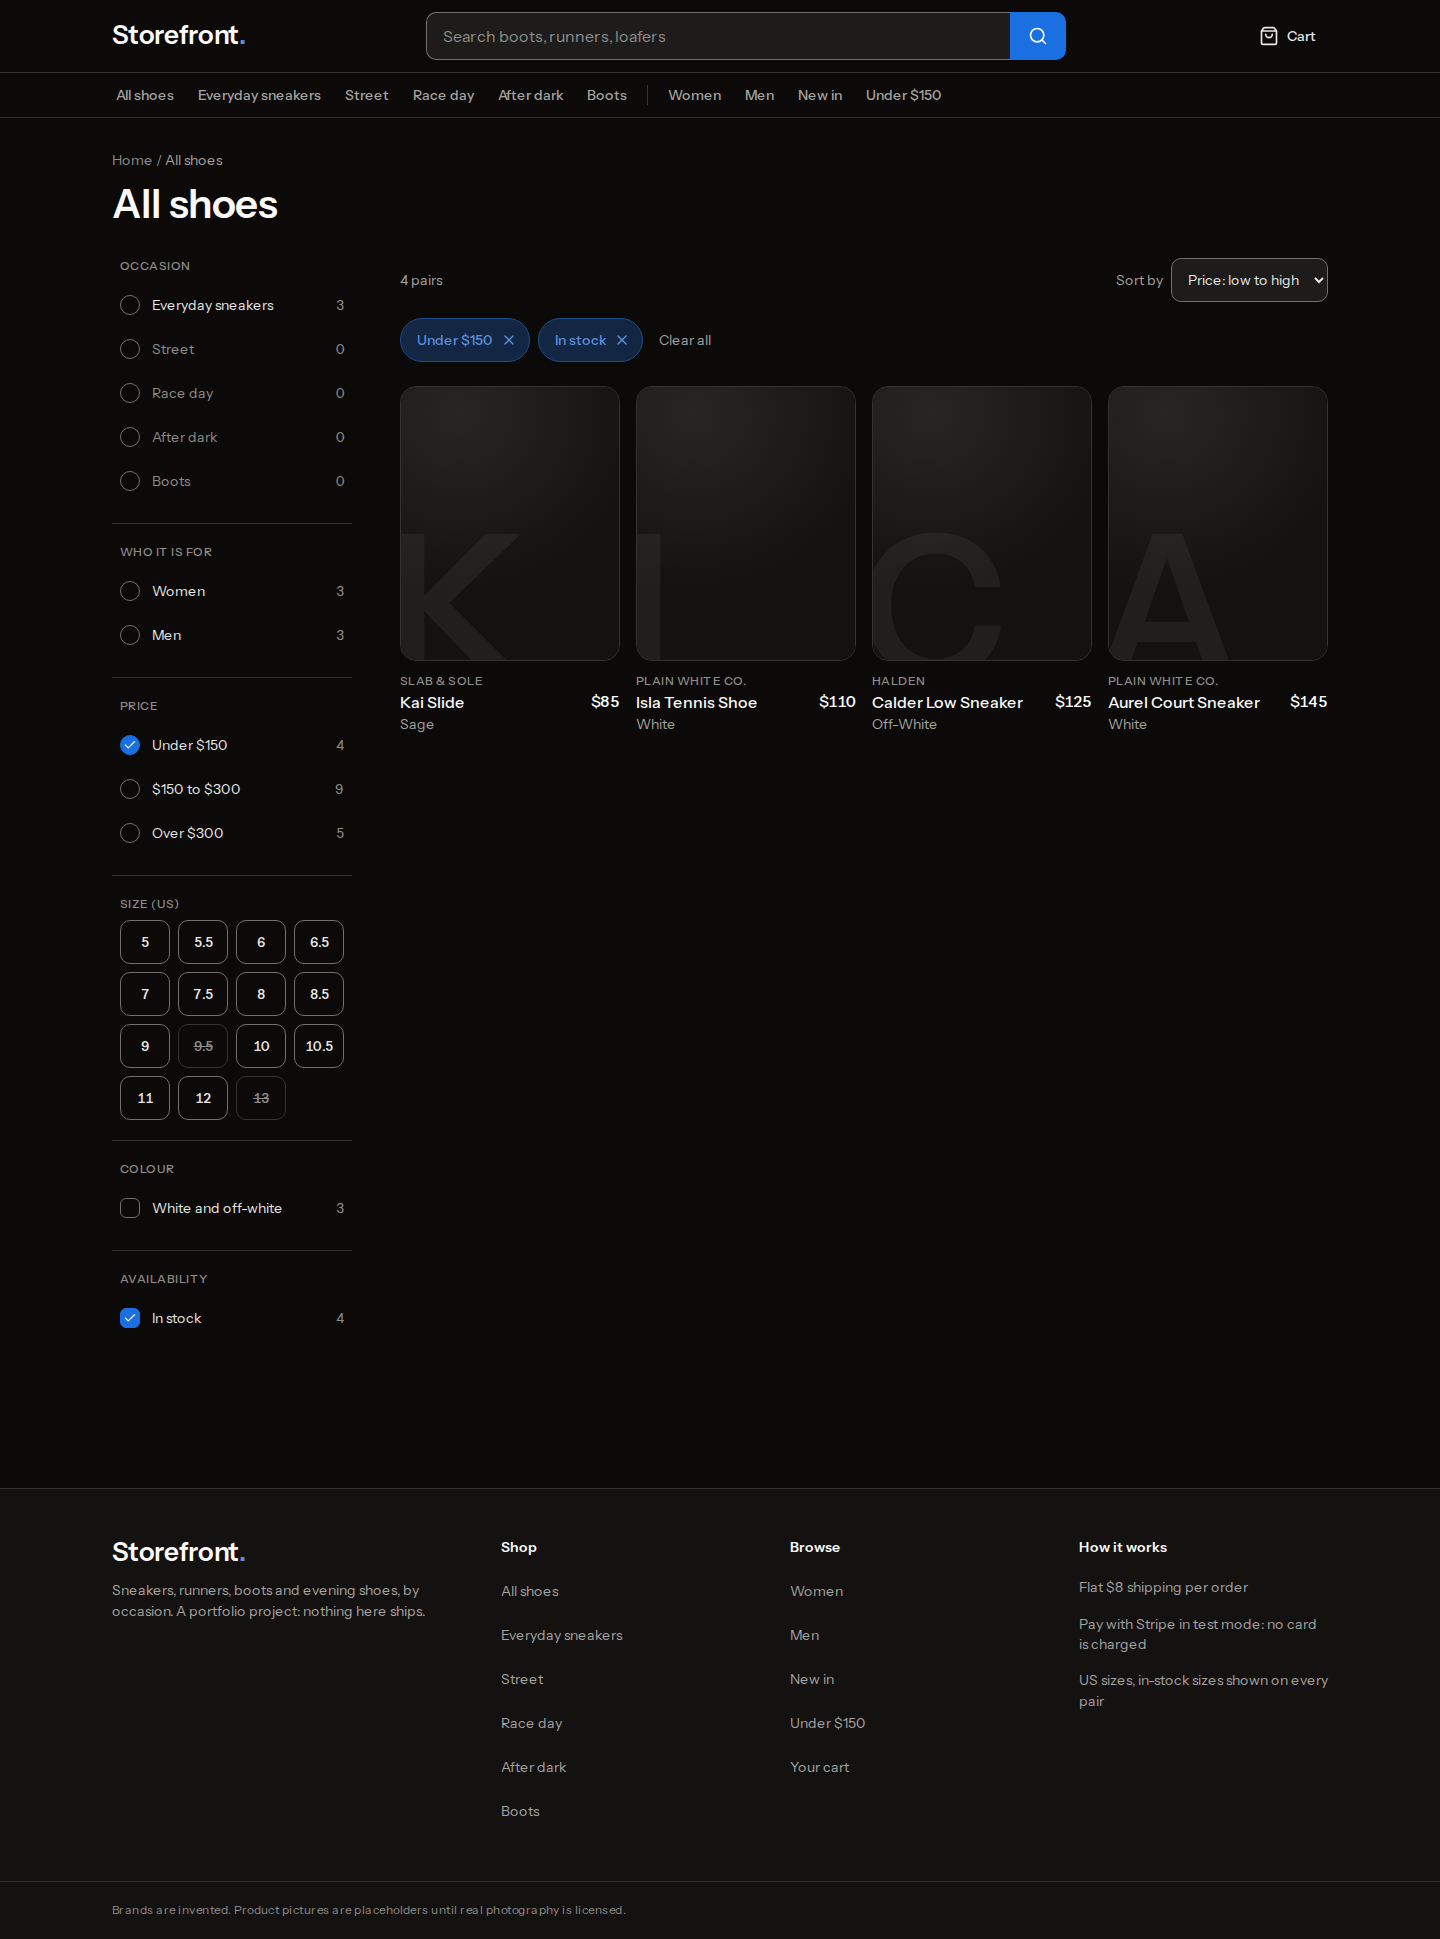 Storefront.
Search boots, runners, loafers
Cart
All shoes Everyday sneakers Street Race day After dark Boots Women Men New in Under $150
Home / All shoes
All shoes
OCCASION
Everyday sneakers 3
Street 0
Race day 0
After dark 0
Boots 0
WHO IT IS FOR
Women 3
Men 3
PRICE
Under $150 4
$150 to $300 9
Over $300 5
SIZE (US)
5 5.5 6 6.5
7 7.5 8 8.5
9 9.5 10 10.5
11 12 13
COLOUR
White and off-white 3
AVAILABILITY
In stock 4
4 pairs
Sort by Price: low to high
Under $150 In stock Clear all
K I C A
SLAB & SOLE
Kai Slide $85
Sage
PLAIN WHITE CO.
Isla Tennis Shoe $110
White
HALDEN
Calder Low Sneaker $125
Off-White
PLAIN WHITE CO.
Aurel Court Sneaker $145
White
Storefront.
Sneakers, runners, boots and evening shoes, by
occasion. A portfolio project: nothing here ships.
Shop
All shoes
Everyday sneakers
Street
Race day
After dark
Boots
Browse
Women
Men
New in
Under $150
Your cart
How it works
Flat $8 shipping per order
Pay with Stripe in test mode: no card
is charged
US sizes, in-stock sizes shown on every
pair
Brands are invented. Product pictures are placeholders until real photography is licensed.